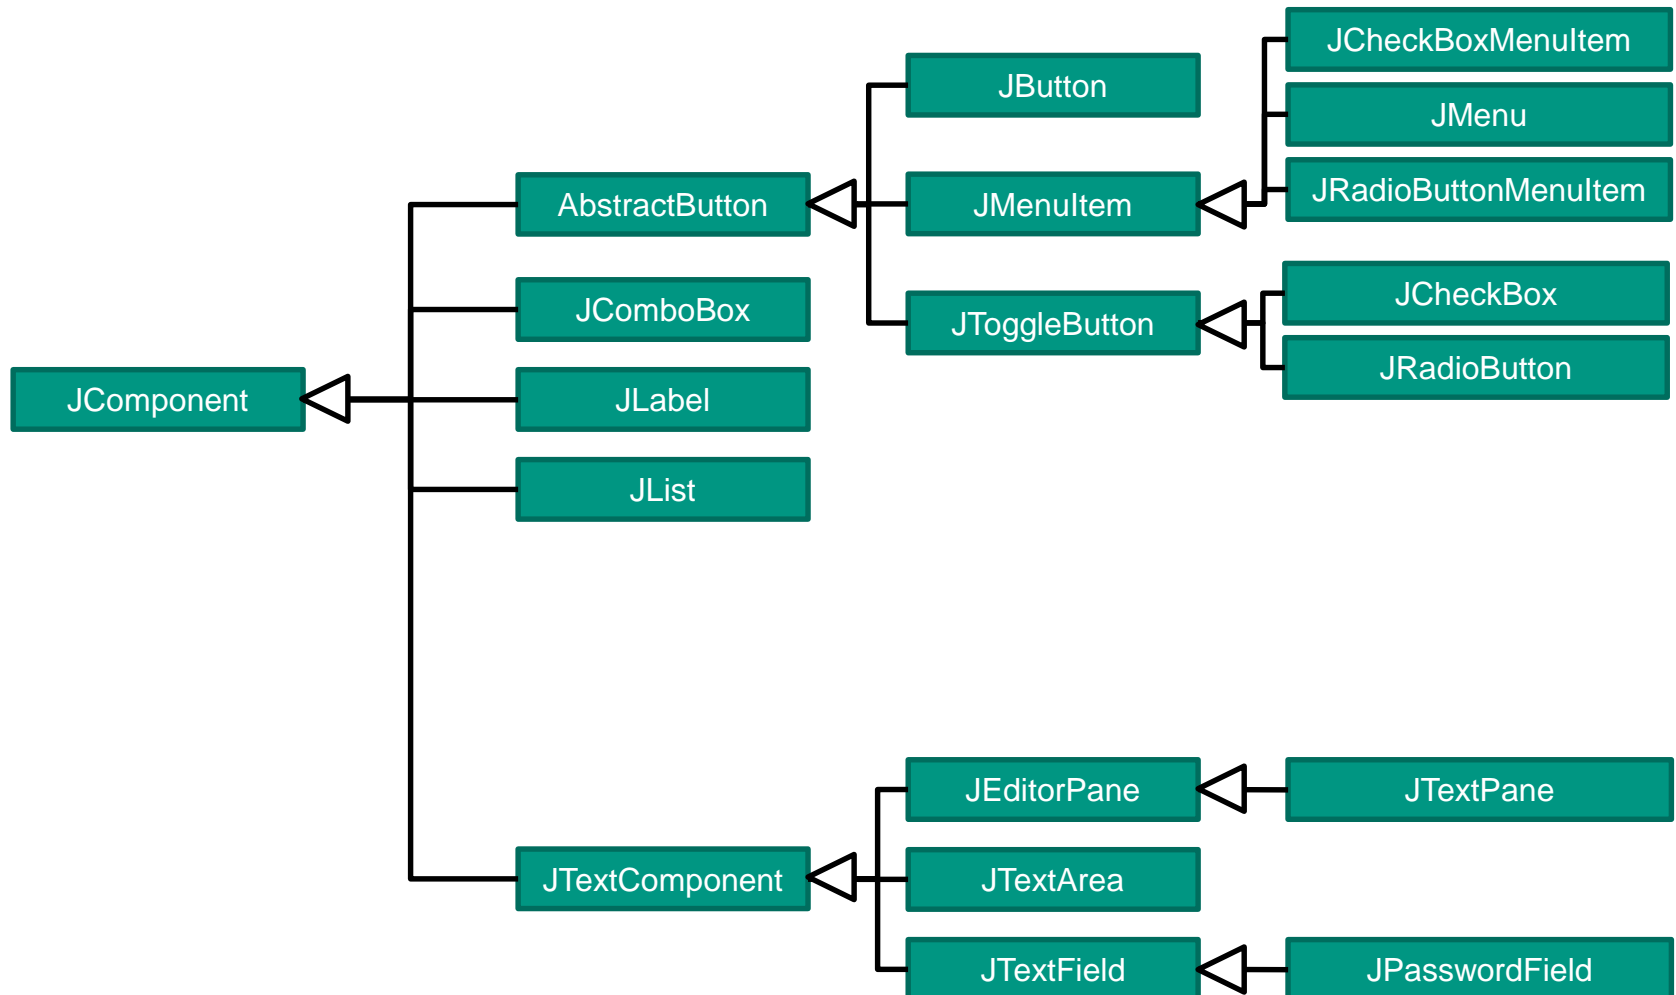 JCheckBoxMenuItem
JButton
JMenu
AbstractButton
JMenuItem
JRadioButtonMenuItem
JComboBox
JToggleButton
JCheckBox
JRadioButton
JComponent
JLabel
JList
JEditorPane
JTextPane
JTextComponent
JTextArea
JTextField
JPasswordField